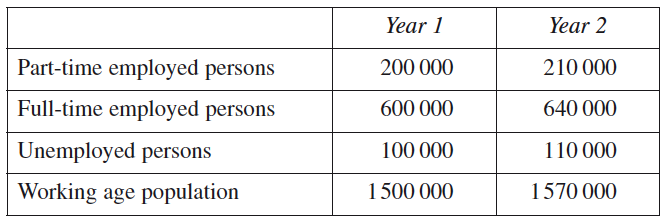 Year 1 Year 2
Part-time employed persons 200 000 210 000
Full-time employed persons 600 000 640 000
Unemployed persons 100 000 110 000
Working age population 1 500 000 1 570 000